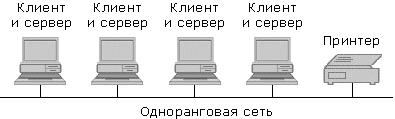 Клиент и сервер
Клиент и сервер
Клиент и сервер
Клиент и сервер
Принтер
Одноранговая сеть